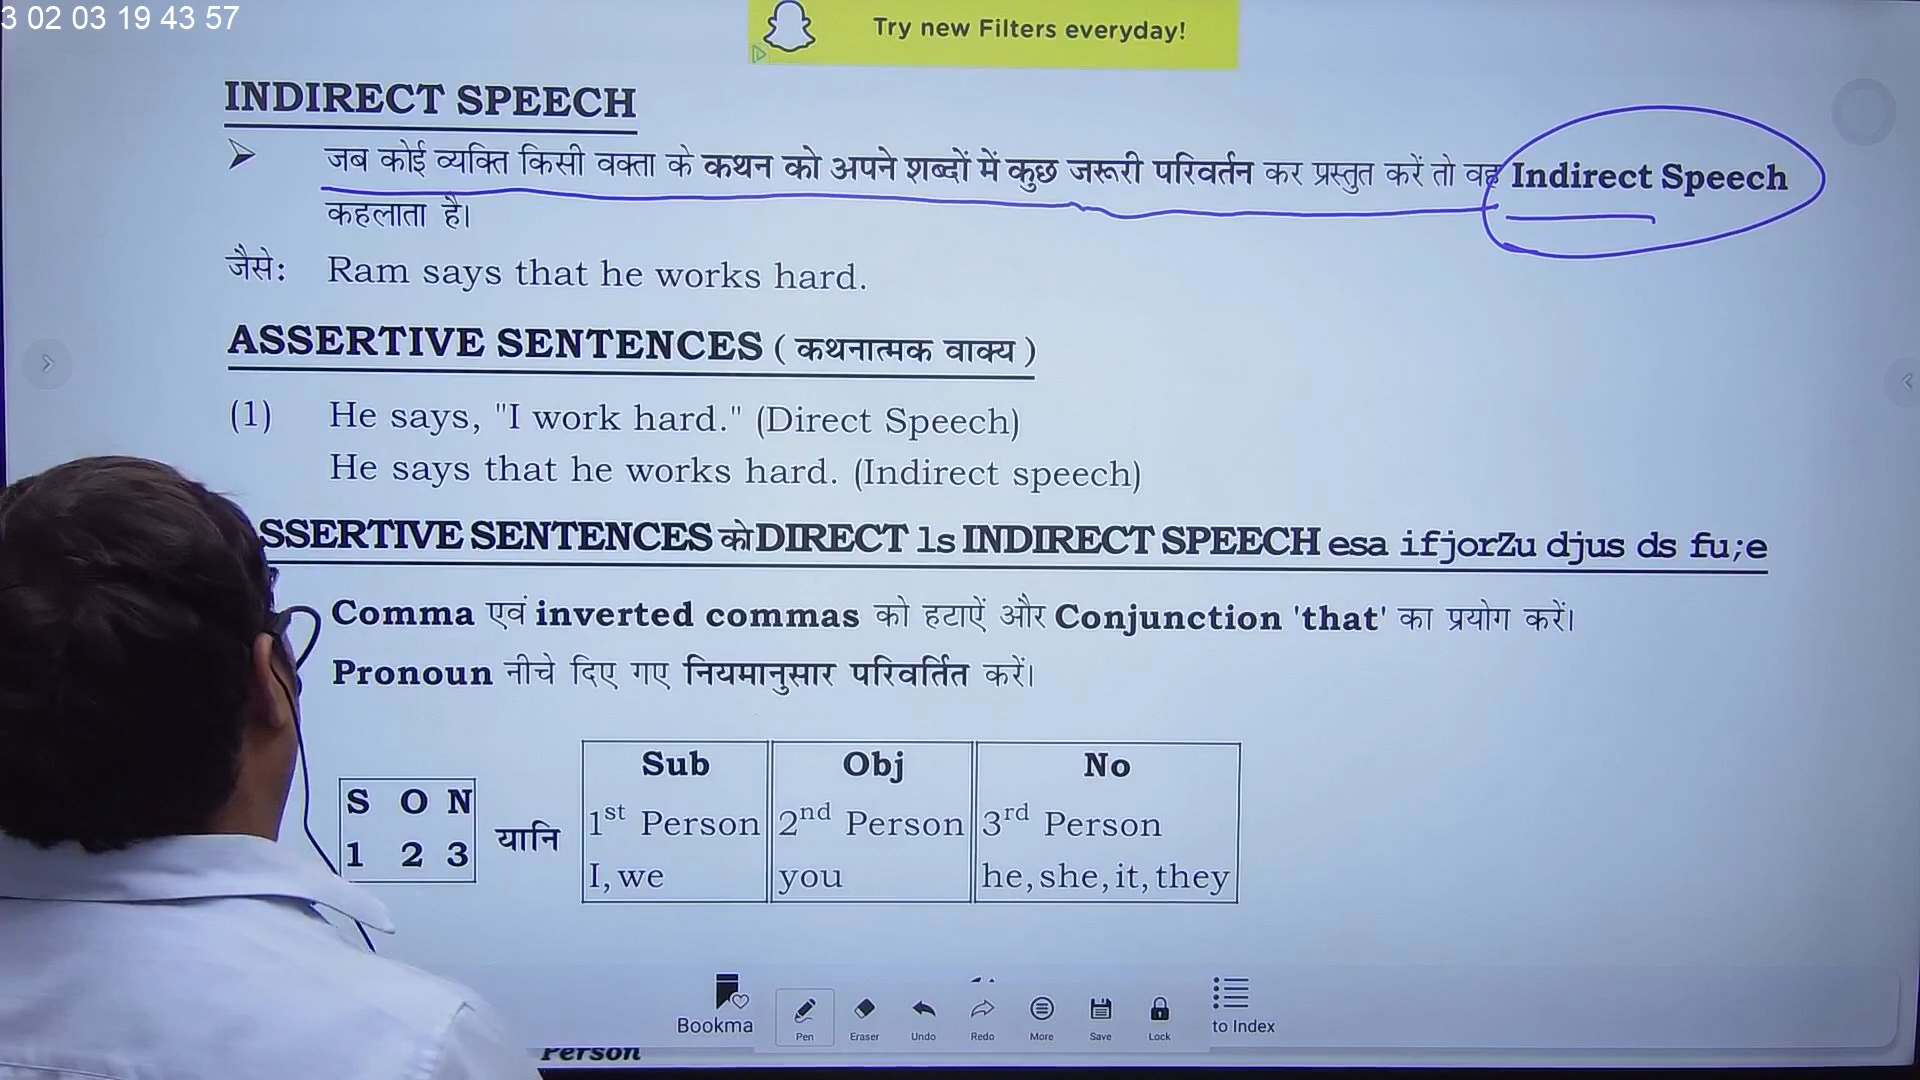 3 02 03 19 43 57
Try new Filters everyday!
INDIRECT SPEECH
➤ जब कोई व्यक्ति किसी वक्ता के कथन को अपने शब्दों में कुछ जरूरी परिवर्तन कर प्रस्तुत करें तो वह Indirect Speech
कहलाता है।
जैसे: Ram says that he works hard.
ASSERTIVE SENTENCES ( कथनात्मक वाक्य )
(1) He says, "I work hard." (Direct Speech)
He says that he works hard. (Indirect speech)
SSERTIVE SENTENCES को DIRECT ls INDIRECT SPEECH esa ifjorZu djus ds fu;e
Comma एवं inverted commas को हटाऐं और Conjunction 'that' का प्रयोग करें।
Pronoun नीचे दिए गए नियमानुसार परिवर्तित करें।
Sub Obj No
S O N
1st Person 2nd Person 3rd Person
यानि
1 2 3
I, we you he, she, it, they
Bookma
Pen Eraser Undo Redo More Save Lock
to Index
Person